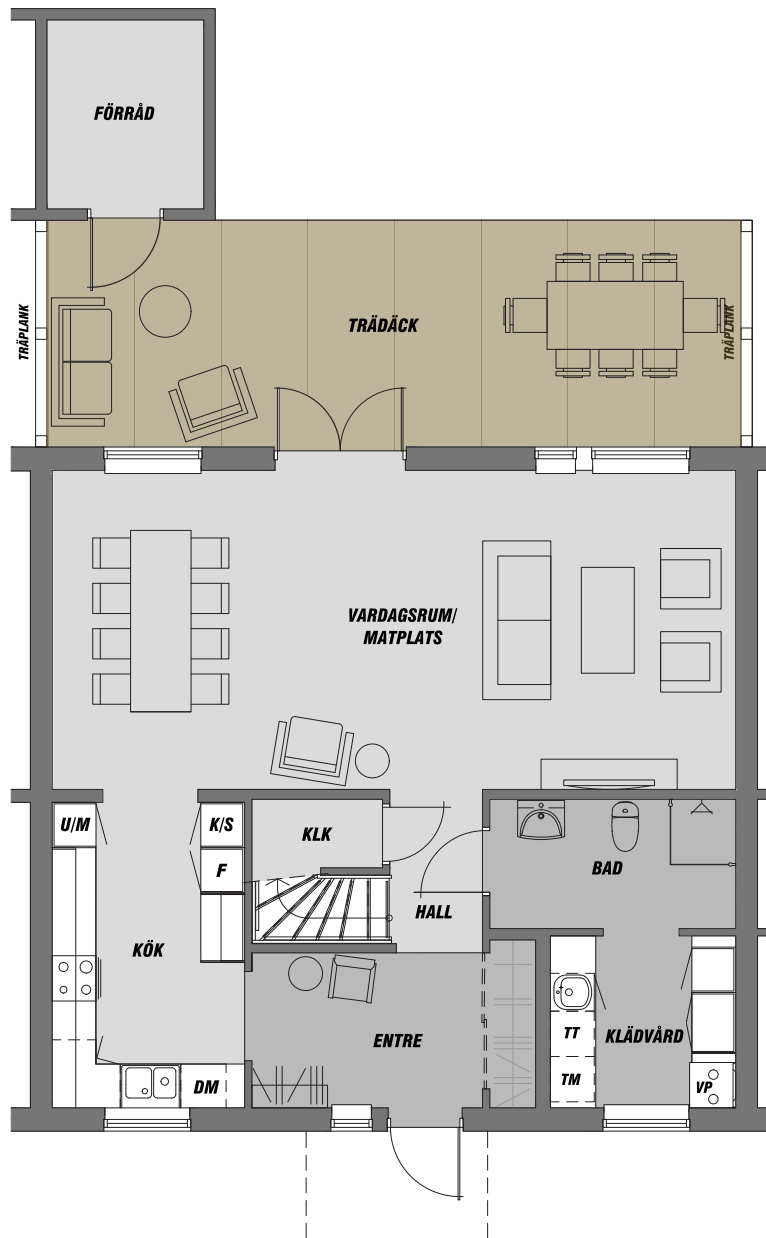 FÖRRÅD
TRÄPLANK
TRÄDÄCK
TRÄPLANK
VARDAGSRUM/
MATPLATS
U/M
K/S
KLK
F
BAD
HALL
KÖK
ENTRE
TT
KLÄDVÅRD
TM
DM
VP